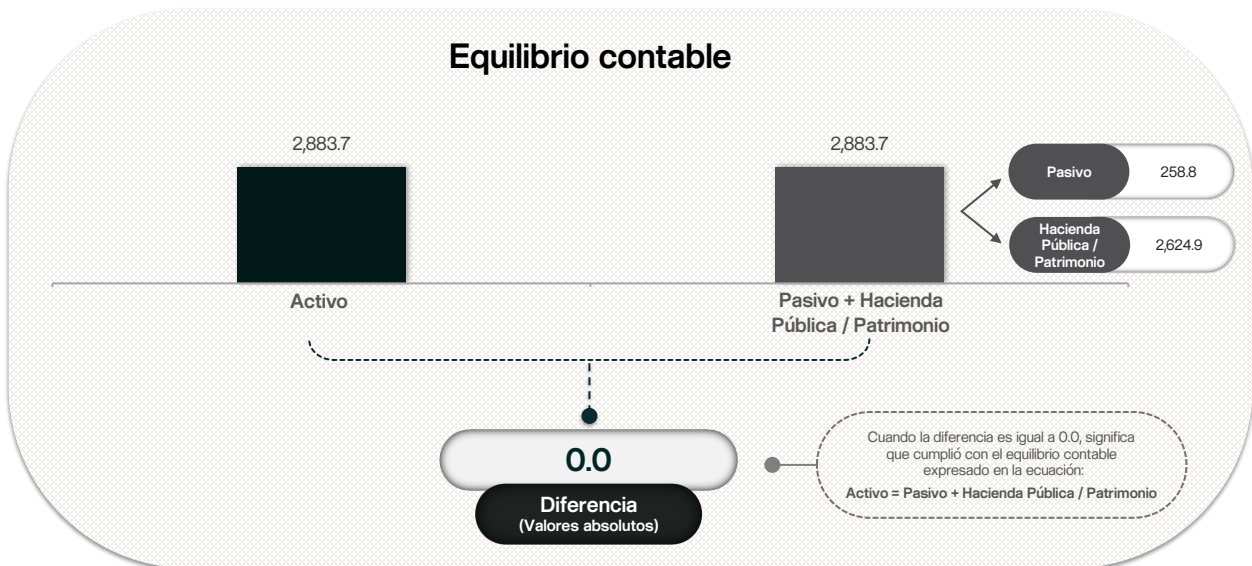 Equilibrio contable
2,883.7
2,883.7
Pasivo
258.8
Hacienda
Pública /
Patrimonio
2,624.9
Activo
Pasivo + Hacienda
Pública / Patrimonio
0.0
Diferencia
(Valores absolutos)
Cuando la diferencia es igual a 0.0, significa
que cumplió con el equilibrio contable
expresado en la ecuación:
Activo = Pasivo + Hacienda Pública / Patrimonio